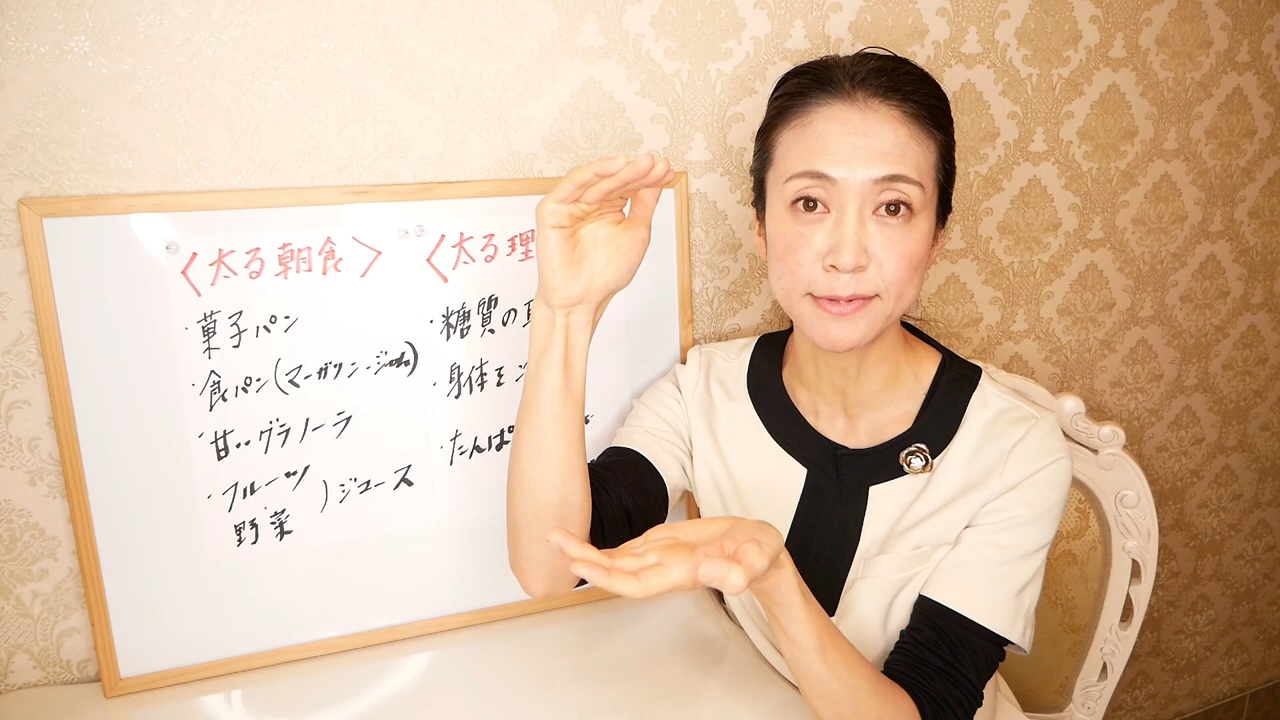 〈太る朝食〉
・菓子パン
・食パン(マーガリン・ジャム)
・甘いグラノーラ
・フルーツ
野菜 )ジュース
〈太る理
・糖質の
・身体を
・たんぱ